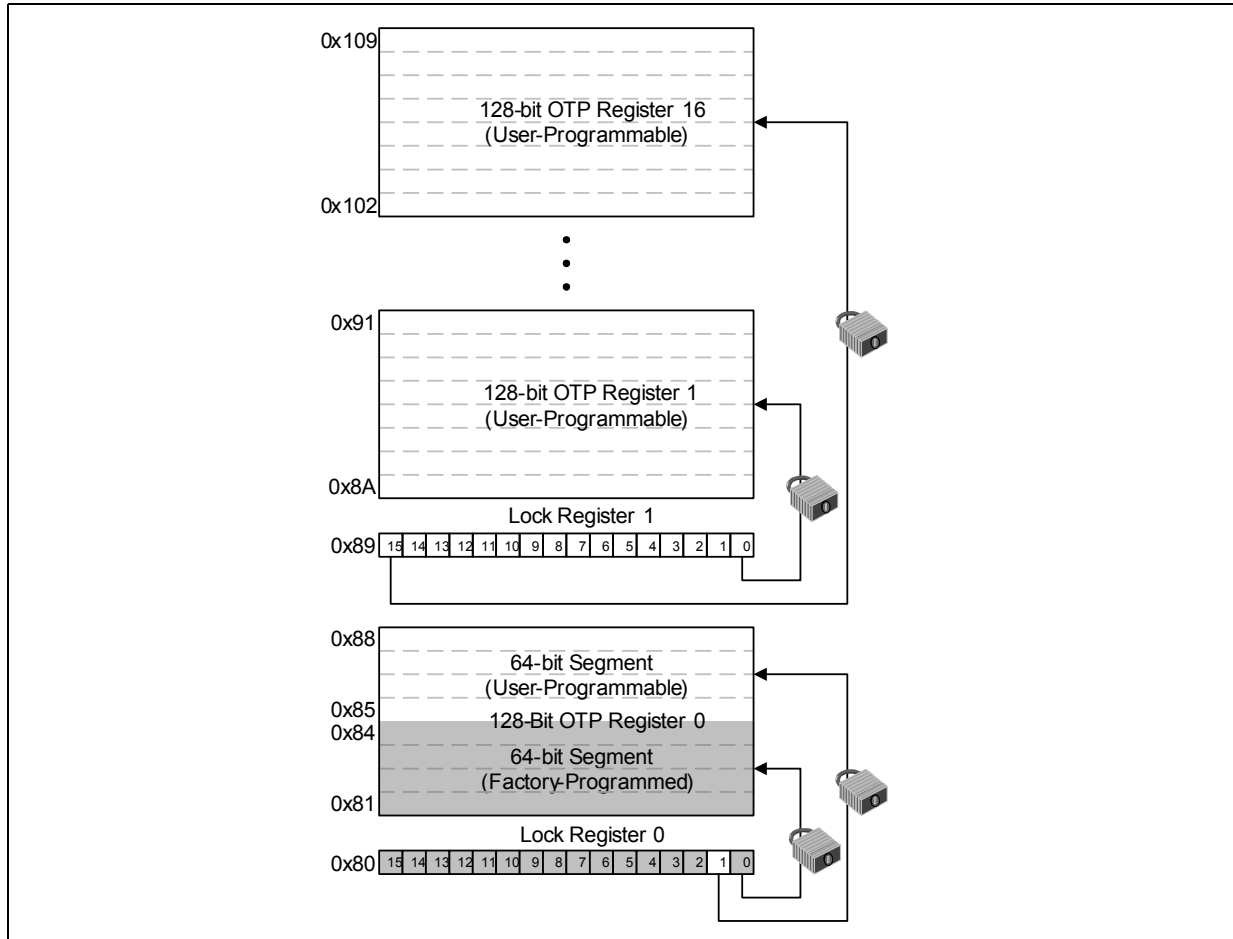 0x109
128-bit OTP Register 16
(User-Programmable)
0x102
0x91
128-bit OTP Register 1
(User-Programmable)
0x8A
Lock Register 1
0x89 15 14 13 12 11 10 9 8 7 6 5 4 3 2 1 0
0x88
64-bit Segment
(User-Programmable)
0x85
128-Bit OTP Register 0
0x84
64-bit Segment
(Factory-Programmed)
0x81
Lock Register 0
0x80 15 14 13 12 11 10 9 8 7 6 5 4 3 2 1 0